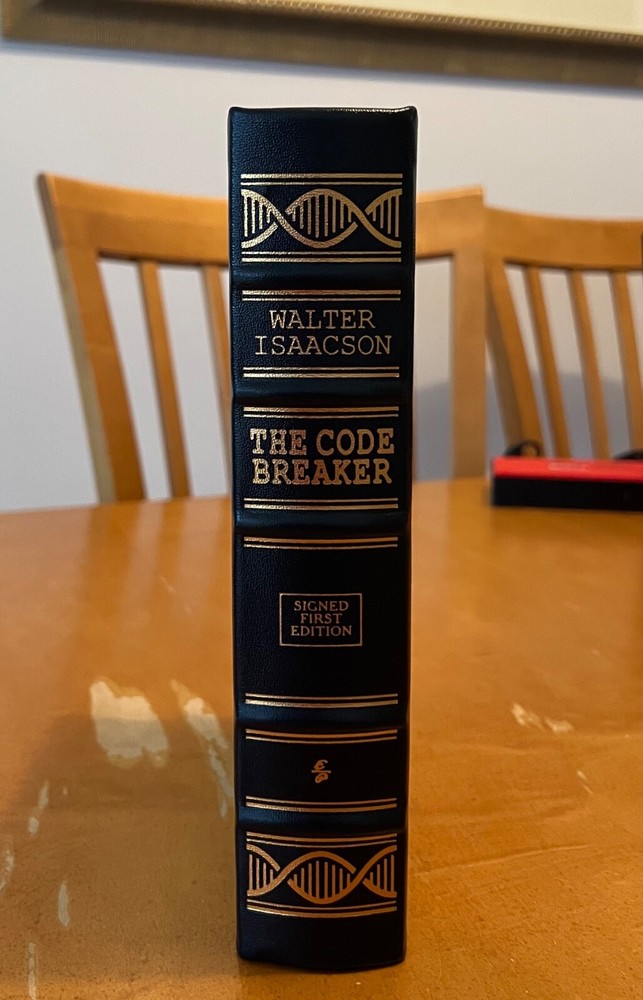 WALTER
ISAACSON
THE CODE
BREAKER
SIGNED
FIRST
EDITION